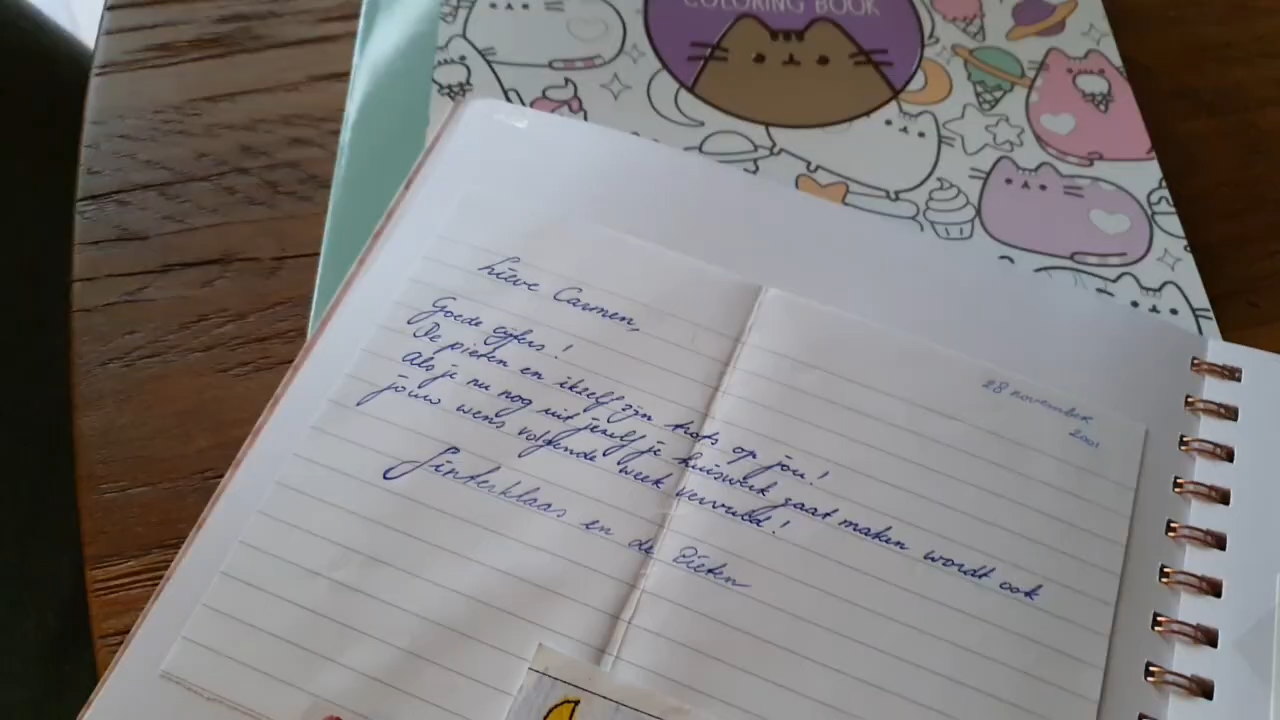 COLORING BOOK
28 november
2001
Lieve Carmen,
Goede cijfers!
De pieten en ikzelf zijn trots op jou!
Als je nu nog uit jezelf je huiswerk gaat maken wordt ook
jouw wens volgende week vervuld!
Sinterklaas en de Pieten